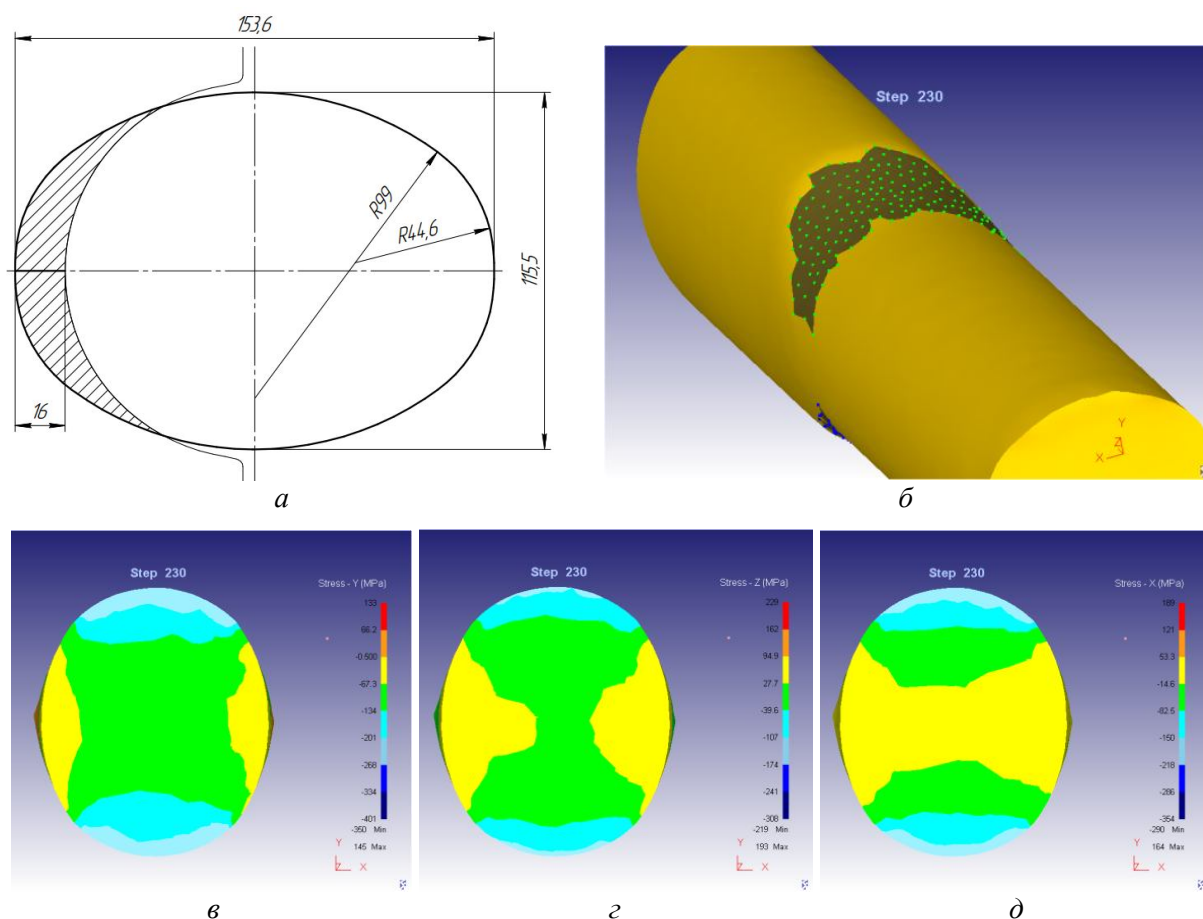 153,6
R99
R44,6
115,5
16
а
Step 230
Y
Z
X
б
Step 230
Stress - Y (MPa)
133
66.2
-0.500
-67.3
-134
-201
-268
-334
-401
-350 Min
145 Max
Y
Z X
в
Step 230
Stress - Z (MPa)
229
162
94.9
27.7
-39.6
-107
-174
-241
-308
-219 Min
193 Max
Y
Z X
г
Step 230
Stress - X (MPa)
189
121
53.3
-14.6
-82.5
-150
-218
-286
-354
-290 Min
164 Max
Y
Z X
д